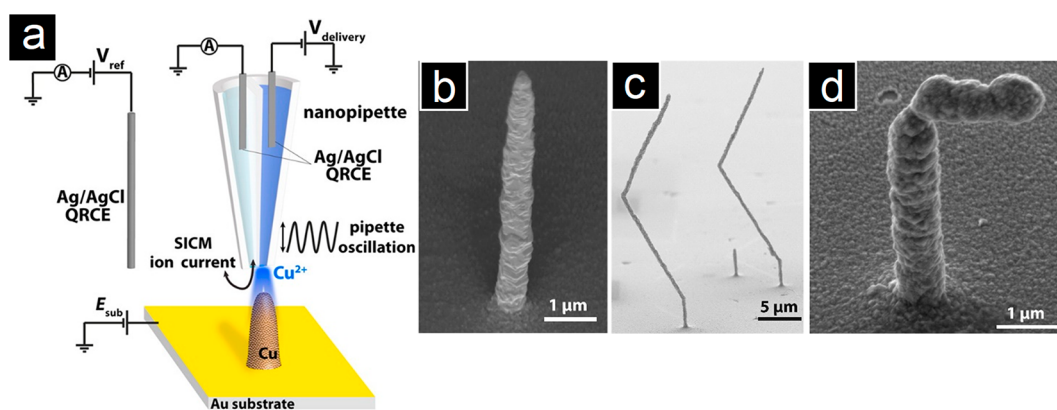 a
V_ref
A
A
V_delivery
nanopipette
Ag/AgCl
QRCE
Ag/AgCl
QRCE
pipette
oscillation
SICM
ion current
Cu²⁺
E_sub
Cu
Au substrate
b
1 µm
c
5 µm
d
1 µm